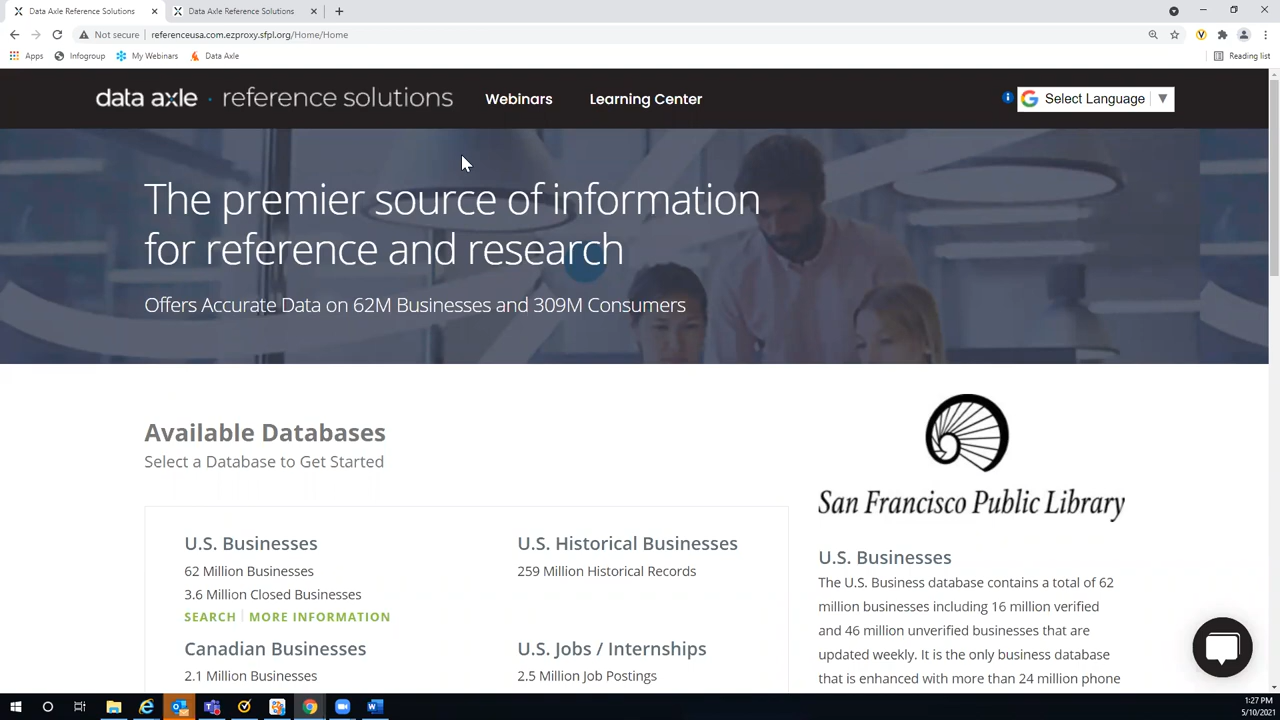 Data Axle Reference Solutions
Data Axle Reference Solutions
Not secure
referenceusa.com.ezproxy.sfpl.org/Home/Home
Apps
Infogroup
My Webinars
Data Axle
Reading list
data axle · reference solutions
Webinars
Learning Center
Select Language
The premier source of information
for reference and research
Offers Accurate Data on 62M Businesses and 309M Consumers
Available Databases
Select a Database to Get Started
U.S. Businesses
62 Million Businesses
3.6 Million Closed Businesses
SEARCH | MORE INFORMATION
U.S. Historical Businesses
259 Million Historical Records
Canadian Businesses
2.1 Million Businesses
U.S. Jobs / Internships
2.5 Million Job Postings
San Francisco Public Library
U.S. Businesses
The U.S. Business database contains a total of 62
million businesses including 16 million verified
and 46 million unverified businesses that are
updated weekly. It is the only business database
that is enhanced with more than 24 million phone
1:27 PM
5/10/2021